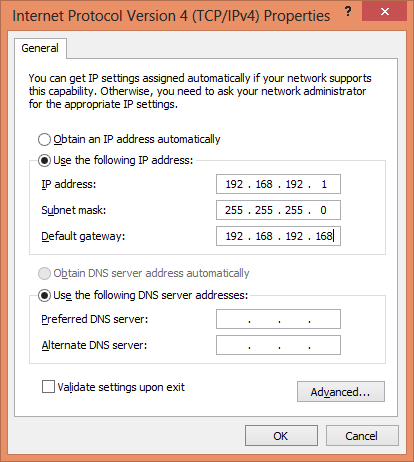 Internet Protocol Version 4 (TCP/IPv4) Properties ? ×
General
You can get IP settings assigned automatically if your network supports
this capability. Otherwise, you need to ask your network administrator
for the appropriate IP settings.
Obtain an IP address automatically
Use the following IP address:
IP address: 192 . 168 . 192 . 1
Subnet mask: 255 . 255 . 255 . 0
Default gateway: 192 . 168 . 192 . 168
Obtain DNS server address automatically
Use the following DNS server addresses:
Preferred DNS server: . . .
Alternate DNS server: . . .
Validate settings upon exit
Advanced...
OK Cancel